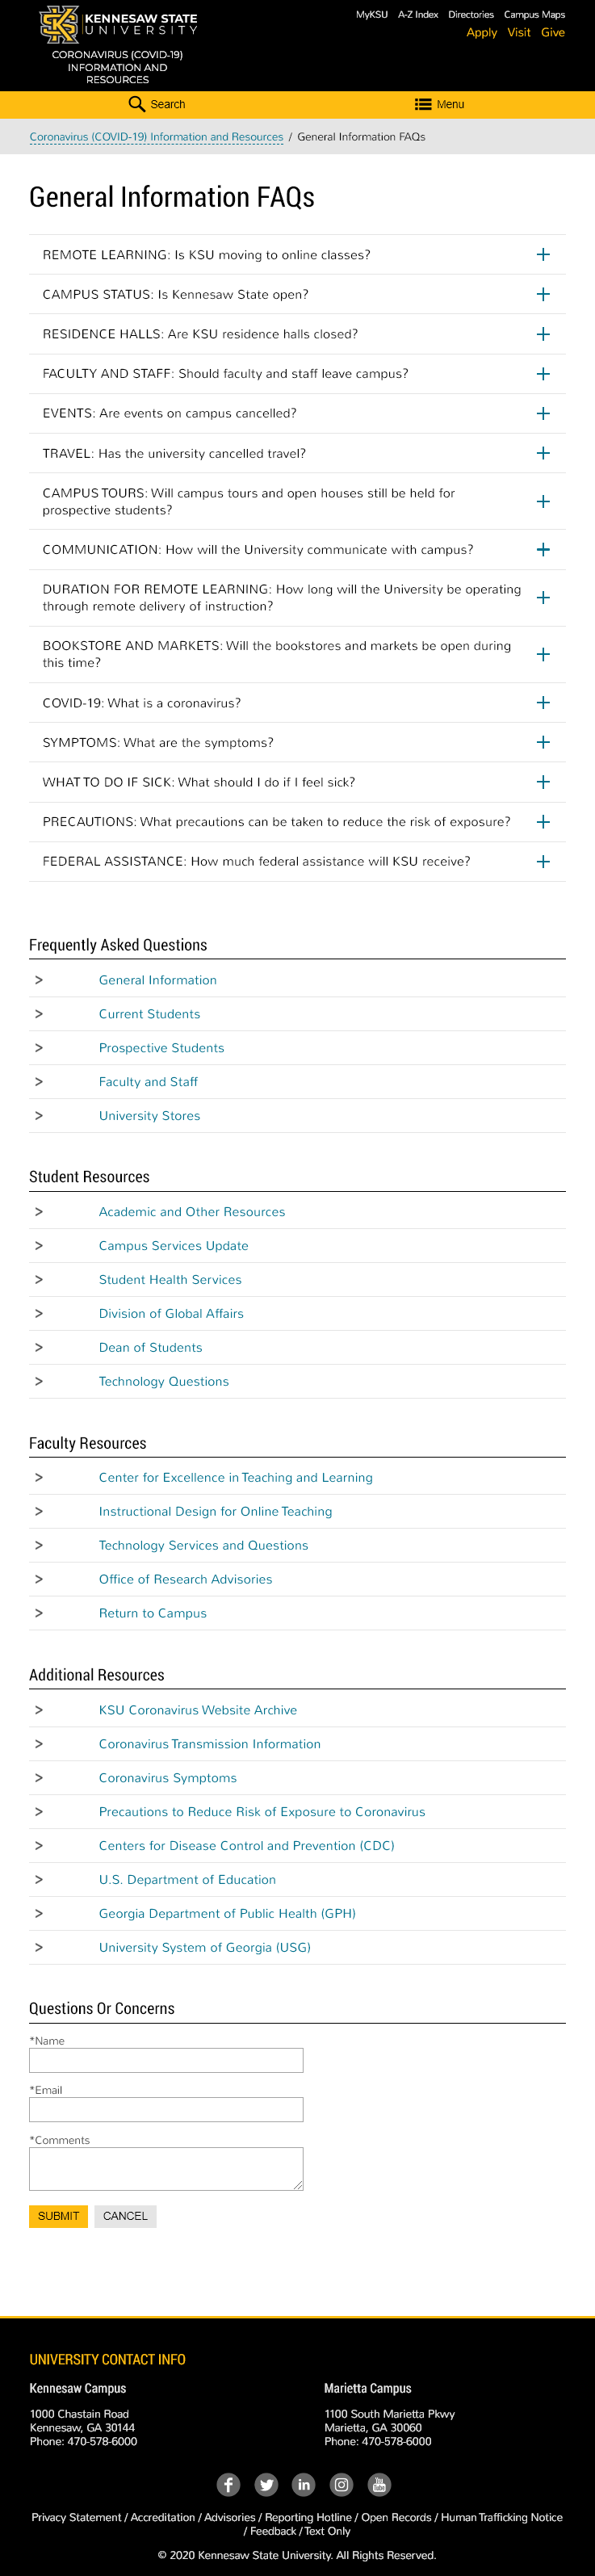 KENNESAW STATE
UNIVERSITY
CORONAVIRUS (COVID-19)
INFORMATION AND
RESOURCES
MyKSU A-Z Index Directories Campus Maps
Apply Visit Give
Search Menu
Coronavirus (COVID-19) Information and Resources / General Information FAQs
General Information FAQs
REMOTE LEARNING: Is KSU moving to online classes?
CAMPUS STATUS: Is Kennesaw State open?
RESIDENCE HALLS: Are KSU residence halls closed?
FACULTY AND STAFF: Should faculty and staff leave campus?
EVENTS: Are events on campus cancelled?
TRAVEL: Has the university cancelled travel?
CAMPUS TOURS: Will campus tours and open houses still be held for
prospective students?
COMMUNICATION: How will the University communicate with campus?
DURATION FOR REMOTE LEARNING: How long will the University be operating
through remote delivery of instruction?
BOOKSTORE AND MARKETS: Will the bookstores and markets be open during
this time?
COVID-19: What is a coronavirus?
SYMPTOMS: What are the symptoms?
WHAT TO DO IF SICK: What should I do if I feel sick?
PRECAUTIONS: What precautions can be taken to reduce the risk of exposure?
FEDERAL ASSISTANCE: How much federal assistance will KSU receive?
Frequently Asked Questions
> General Information
> Current Students
> Prospective Students
> Faculty and Staff
> University Stores
Student Resources
> Academic and Other Resources
> Campus Services Update
> Student Health Services
> Division of Global Affairs
> Dean of Students
> Technology Questions
Faculty Resources
> Center for Excellence in Teaching and Learning
> Instructional Design for Online Teaching
> Technology Services and Questions
> Office of Research Advisories
> Return to Campus
Additional Resources
> KSU Coronavirus Website Archive
> Coronavirus Transmission Information
> Coronavirus Symptoms
> Precautions to Reduce Risk of Exposure to Coronavirus
> Centers for Disease Control and Prevention (CDC)
> U.S. Department of Education
> Georgia Department of Public Health (GPH)
> University System of Georgia (USG)
Questions Or Concerns
*Name
*Email
*Comments
SUBMIT CANCEL
UNIVERSITY CONTACT INFO
Kennesaw Campus
1000 Chastain Road
Kennesaw, GA 30144
Phone: 470-578-6000
Marietta Campus
1100 South Marietta Pkwy
Marietta, GA 30060
Phone: 470-578-6000
Privacy Statement / Accreditation / Advisories / Reporting Hotline / Open Records / Human Trafficking Notice
/ Feedback / Text Only
© 2020 Kennesaw State University. All Rights Reserved.